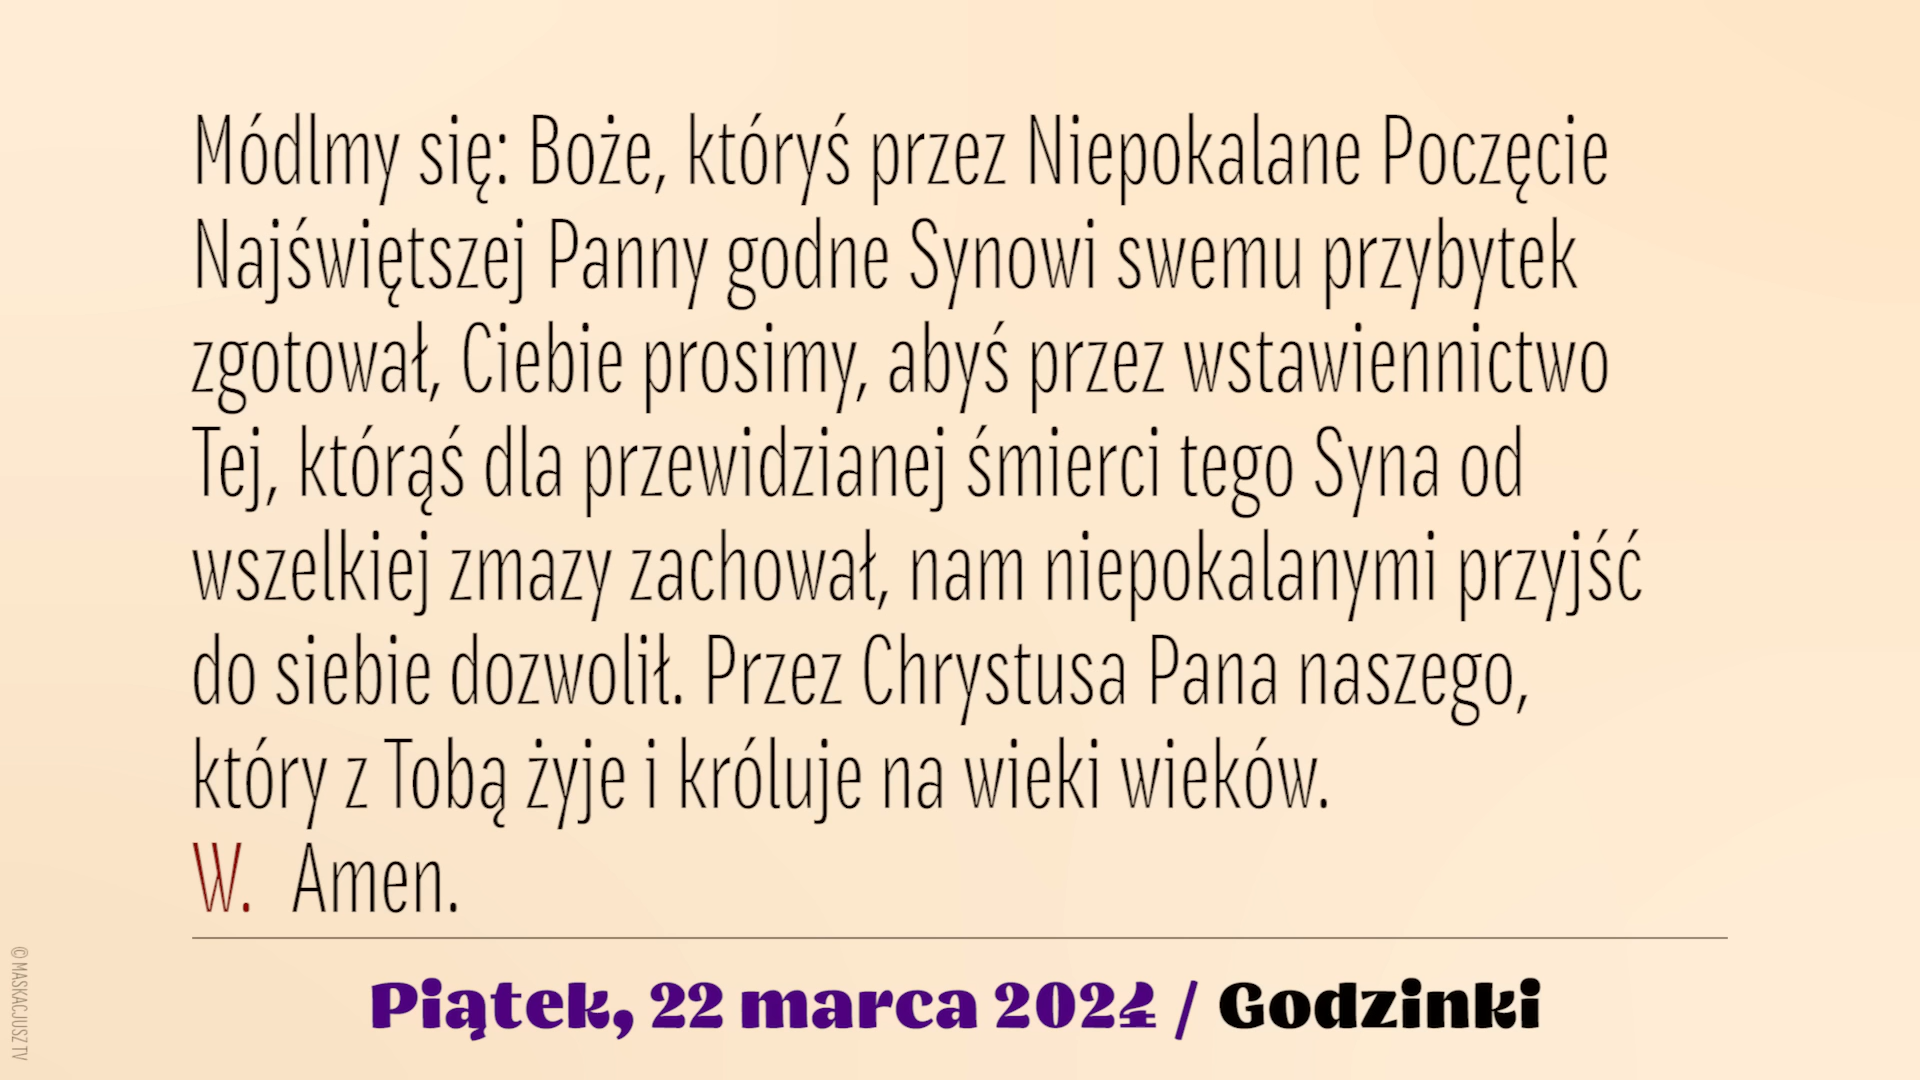 Módlmy się: Boże, któryś przez Niepokalane Poczęcie
Najświętszej Panny godne Synowi swemu przybytek
zgotował, Ciebie prosimy, abyś przez wstawiennictwo
Tej, którąś dla przewidzianej śmierci tego Syna od
wszelkiej zmazy zachował, nam niepokalanymi przyjść
do siebie dozwolił. Przez Chrystusa Pana naszego,
który z Tobą żyje i króluje na wieki wieków.
W. Amen.
Piątek, 22 marca 2024 / Godzinki
© MASKACJUSZ TV